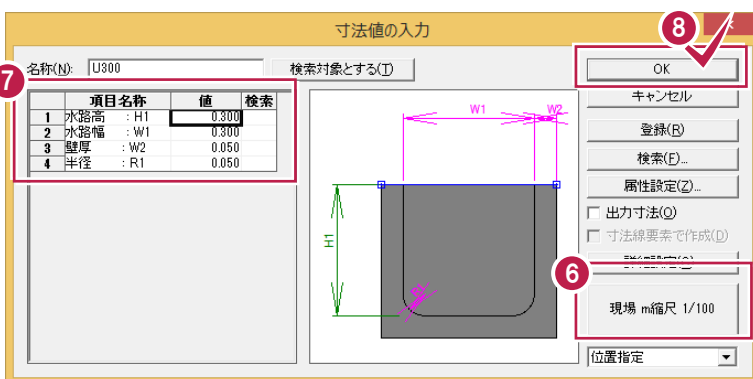 寸法値の入力
8
名称(N): U300 検索対象とする(T)
OK
7
キャンセル
項目名称 値 検索
1 水路高 : H1 0.300
2 水路幅 : W1 0.300
3 壁厚 : W2 0.050
4 半径 : R1 0.050
W1 W2
H1
R1
登録(R)
検索(F)...
属性設定(Z)...
出力寸法(O)
寸法線要素で作成(D)
6
現場 m縮尺 1/100
位置指定